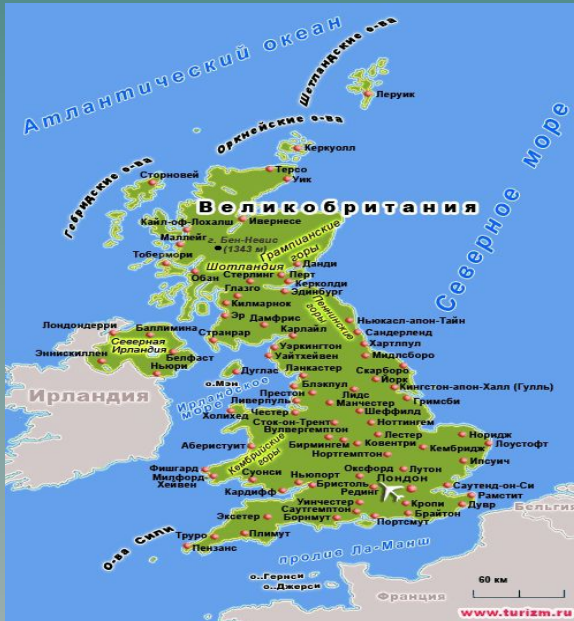 Атлантический океан
Шетландские о-ва
Леруик
Оркнейские о-ва
Керкуолл
Северное море
Гебридские о-ва
Сторновей
Терсо
Уик
Великобритания
Кайл-оф-Лохалш
Ивернесе
Маллейг
г. Бен-Невис
(1343 м)
Грампианские
горы
Тобермори
Шотландия
Данди
Обан
Стерлинг
Перт
Глазго
Керколди
Эдинбург
Килмарнок
Пеннинские
горы
Эр
Дамфрис
Ньюкасл-апон-Тайн
Лондондерри
Баллимина
Странрар
Карлайл
Сандерленд
Северная
Ирландия
Уэркингтон
Хартлпул
Эннискиллен
Белфаст
Уайтхейвен
Мидлсборо
Ньюри
Дуглас
Ланкастер
Скарборо
Ирландия
о.Мэн
Блэкпул
Йорк
Ирландское
море
Престон
Лидс
Кингстон-апон-Халл (Гулль)
Ливерпуль
Манчестер
Гримсби
Холихед
Честер
Шеффилд
Сток-он-Трент
Ноттингем
Вулвергемптон
Лестер
Норидж
Аберистуит
Бирмингем
Ковентри
Кембридж
Лоустофт
Кембрийские
горы
Нортгемптон
Ипсуич
Фишгард
Милфорд-
Хейвен
Суонси
Ньюпорт
Оксфорд
Лутон
Лондон
Кардифф
Бристоль
Рединг
Саутенд-он-Си
Рамстит
Уинчестер
Кропи
Дувр
Бельгия
Эксетер
Саутгемптон
Борнмут
Брайтон
Портсмут
О-ва Сили
Труро
Плимут
Пензанс
пролив Ла-Манш
о..Гернси
о..Джерси
60 км
Франция
www.turizm.ru